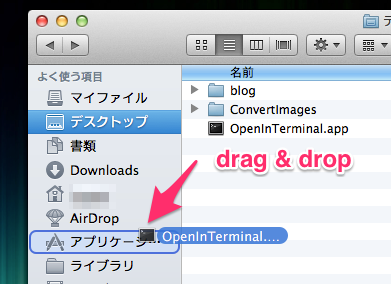 デ
よく使う項目
名前
マイファイル
blog
デスクトップ
ConvertImages
書類
OpenInTerminal.app
Downloads
drag & drop
AirDrop
アプリケーシ
OpenInTerminal....
ライブラリ